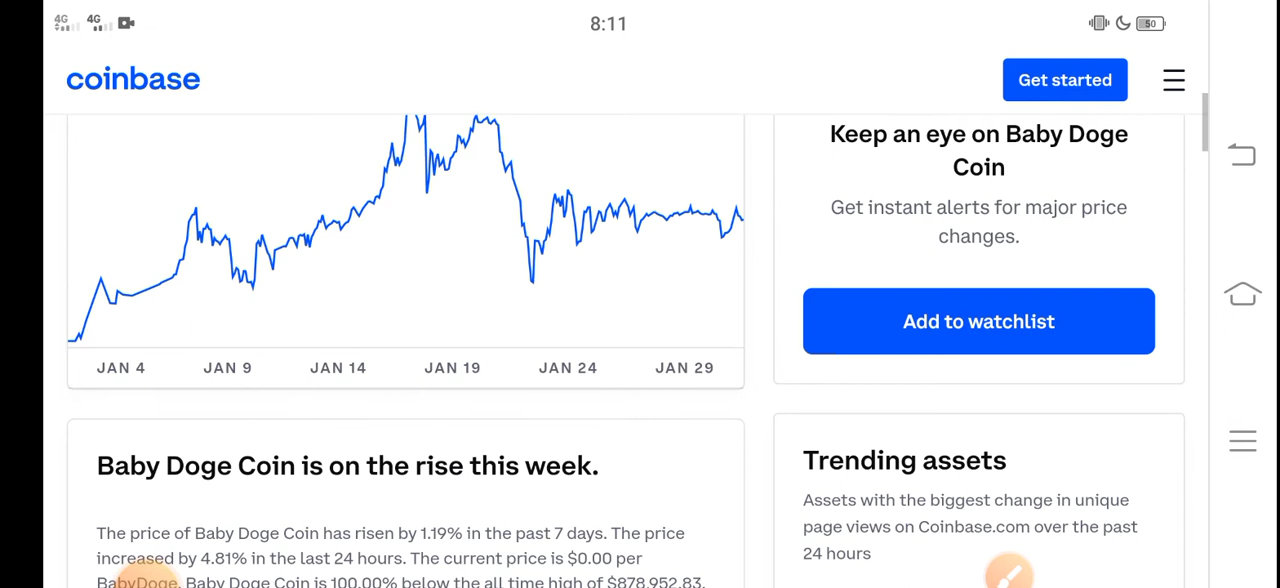 4G 4G 8:11 50
coinbase
Get started
Keep an eye on Baby Doge
Coin
Get instant alerts for major price
changes.
Add to watchlist
JAN 4 JAN 9 JAN 14 JAN 19 JAN 24 JAN 29
Baby Doge Coin is on the rise this week.
The price of Baby Doge Coin has risen by 1.19% in the past 7 days. The price
increased by 4.81% in the last 24 hours. The current price is $0.00 per
BabyDoge. Baby Doge Coin is 100.00% below the all time high of $878,952.83.
Trending assets
Assets with the biggest change in unique
page views on Coinbase.com over the past
24 hours